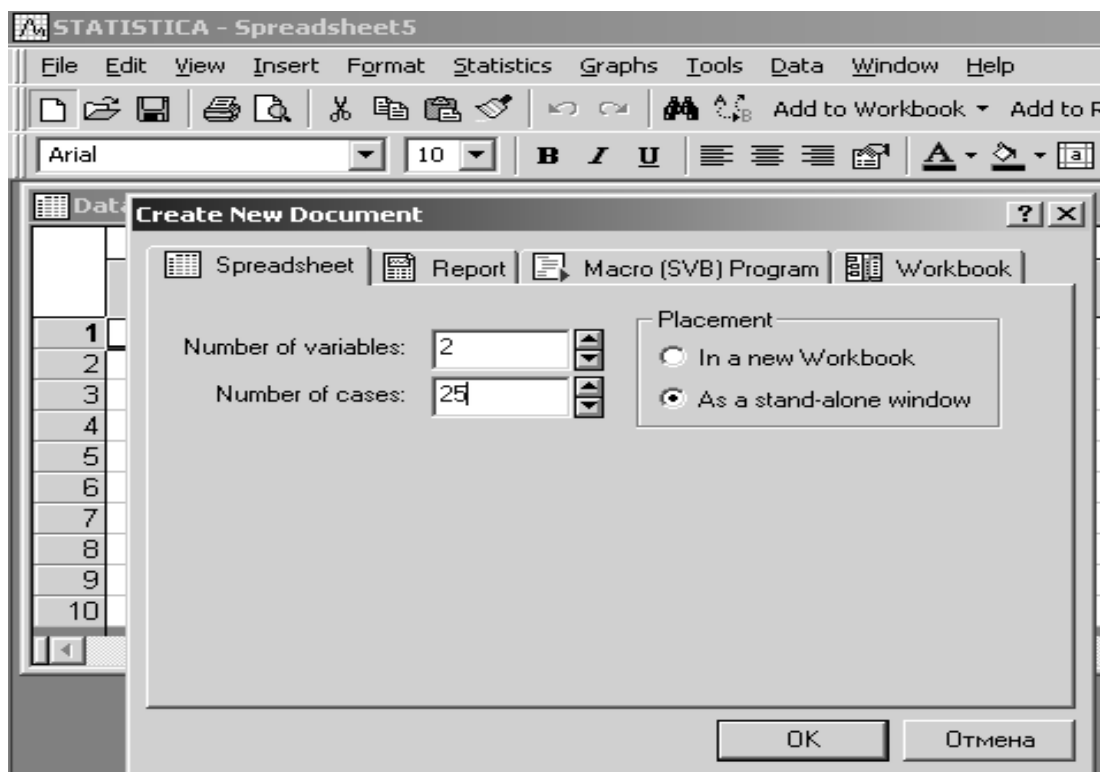 STATISTICA - Spreadsheet5
File Edit View Insert Format Statistics Graphs Tools Data Window Help
Add to Workbook Add to R
Arial 10 B I U A a
Data
Create New Document ? ×
Spreadsheet Report Macro (SVB) Program Workbook
Placement
Number of variables: 2
In a new Workbook
Number of cases: 25
As a stand-alone window
1
2
3
4
5
6
7
8
9
10
OK Отмена